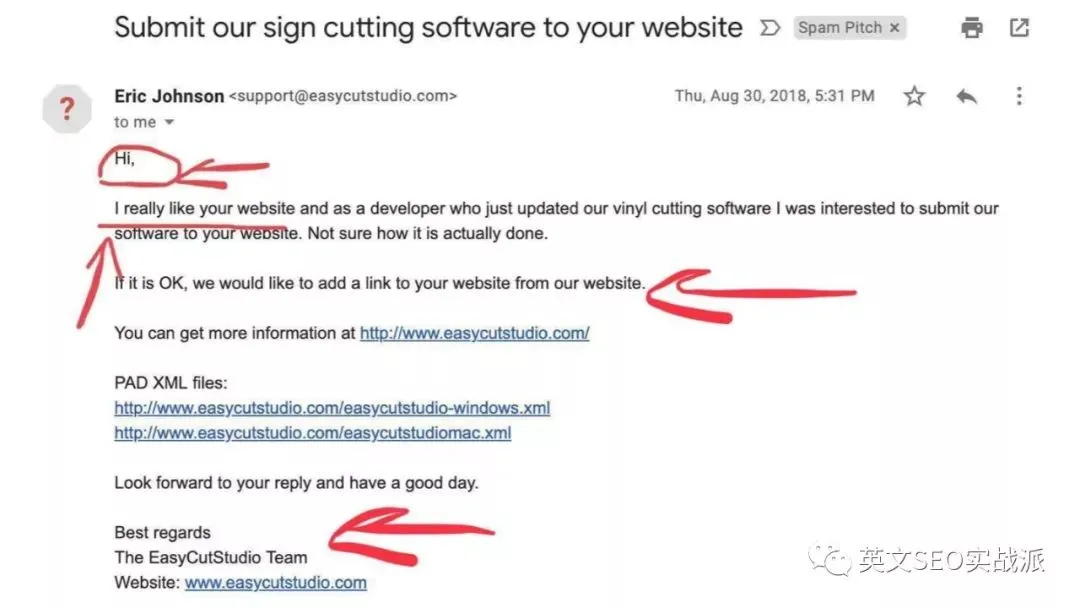 Submit our sign cutting software to your website
Spam Pitch ×
?
Eric Johnson <support@easycutstudio.com>
Thu, Aug 30, 2018, 5:31 PM
to me
Hi,
I really like your website and as a developer who just updated our vinyl cutting software I was interested to submit our
software to your website. Not sure how it is actually done.
If it is OK, we would like to add a link to your website from our website.
You can get more information at http://www.easycutstudio.com/
PAD XML files:
http://www.easycutstudio.com/easycutstudio-windows.xml
http://www.easycutstudio.com/easycutstudiomac.xml
Look forward to your reply and have a good day.
Best regards
The EasyCutStudio Team
Website: www.easycutstudio.com
英文SEO实战派